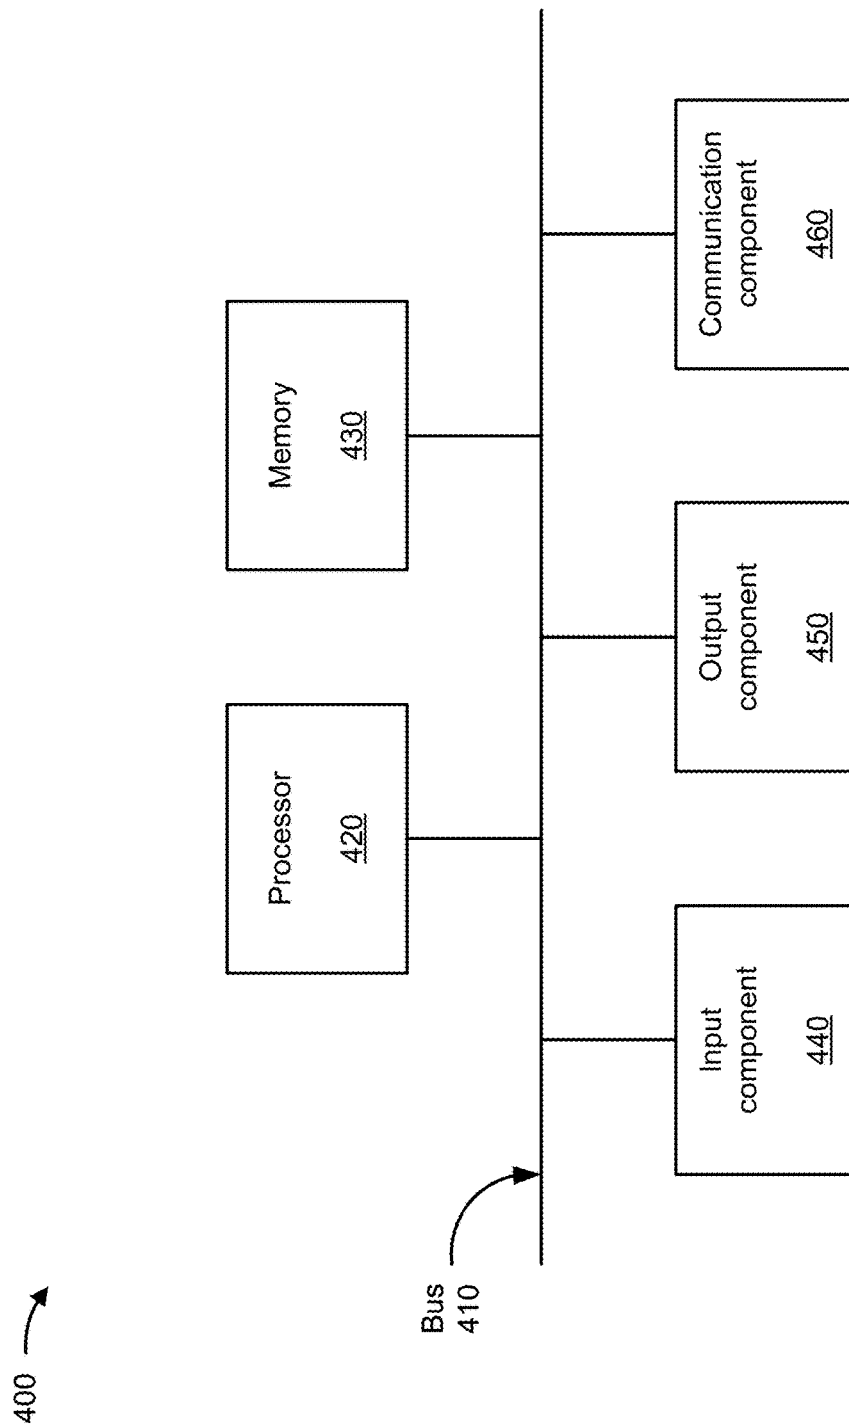 400
Bus
410
Processor
420
Memory
430
Input
component
440
Output
component
450
Communication
component
460